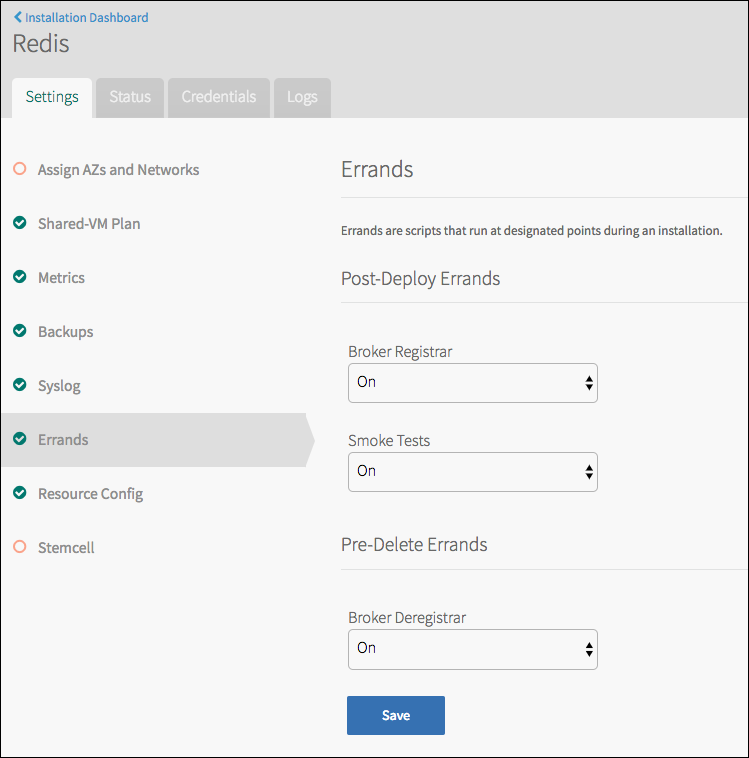 Installation Dashboard
Redis
Settings
Status
Credentials
Logs
Assign AZs and Networks
Shared-VM Plan
Metrics
Backups
Syslog
Errands
Resource Config
Stemcell
Errands
Errands are scripts that run at designated points during an installation.
Post-Deploy Errands
Broker Registrar
On
Smoke Tests
On
Pre-Delete Errands
Broker Deregistrar
On
Save